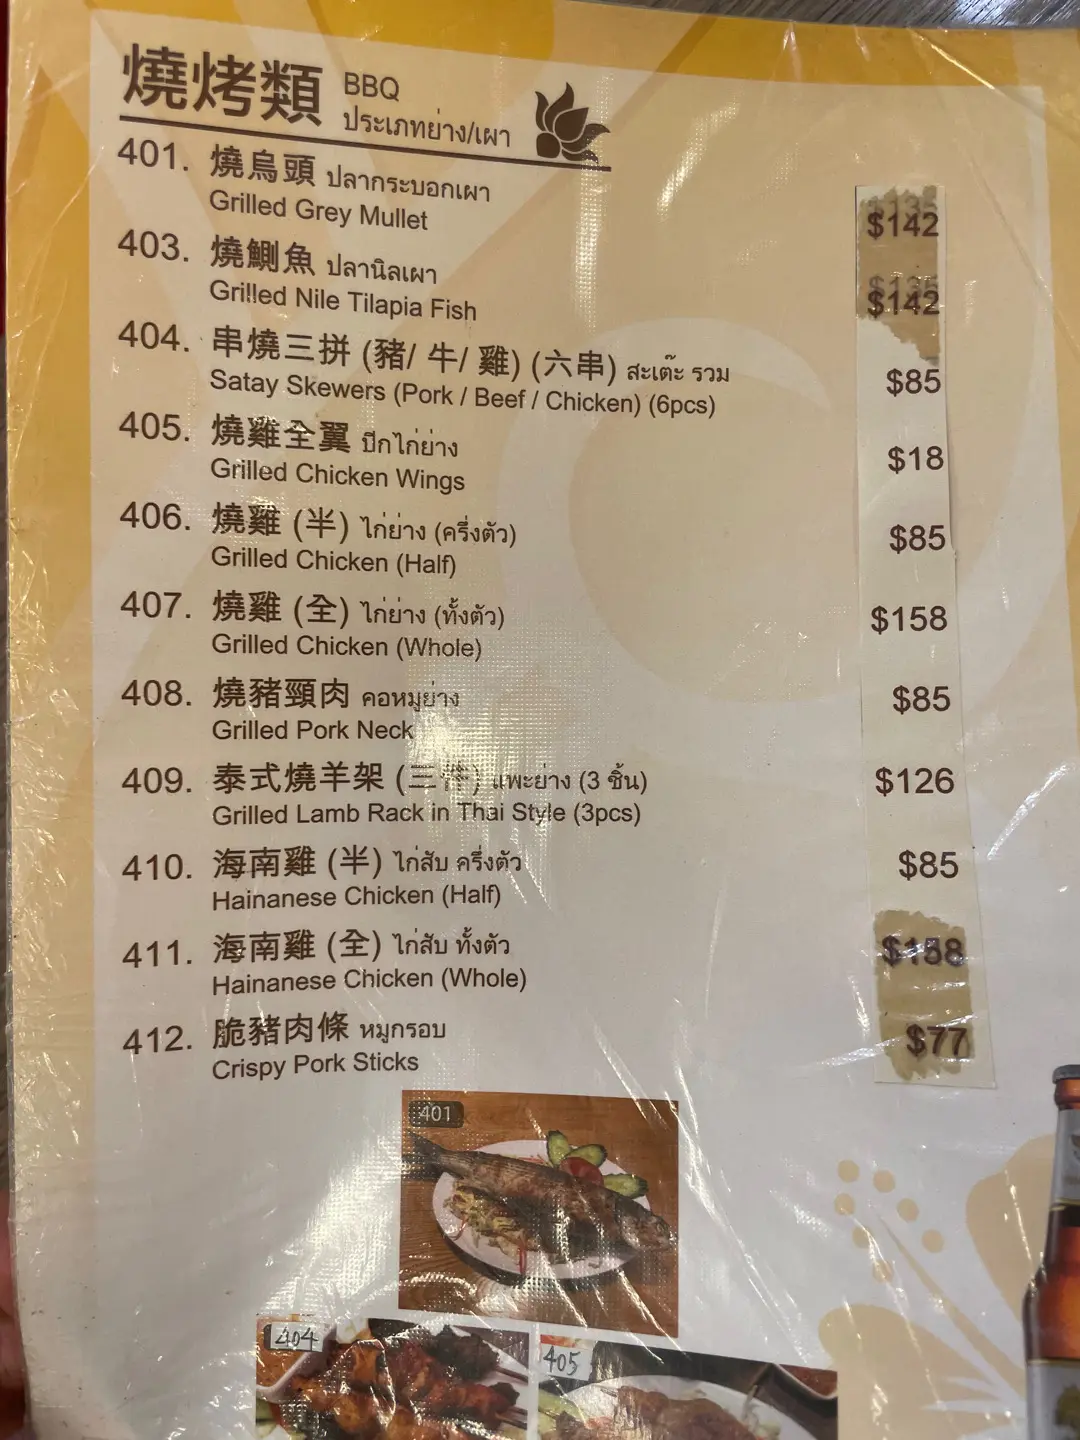 燒烤類 BBQ
ประเภทย่าง/เผา
401. 燒烏頭 ปลากระบอกเผา
Grilled Grey Mullet
$142
403. 燒鰂魚 ปลานิลเผา
Grilled Nile Tilapia Fish
$142
404. 串燒三拼 (豬/ 牛/ 雞) (六串) สะเต๊ะ รวม
Satay Skewers (Pork / Beef / Chicken) (6pcs)
$85
405. 燒雞全翼 ปีกไก่ย่าง
Grilled Chicken Wings
$18
406. 燒雞 (半) ไก่ย่าง (ครึ่งตัว)
Grilled Chicken (Half)
$85
407. 燒雞 (全) ไก่ย่าง (ทั้งตัว)
Grilled Chicken (Whole)
$158
408. 燒豬頸肉 คอหมูย่าง
Grilled Pork Neck
$85
409. 泰式燒羊架 (三件) แพะย่าง (3 ชิ้น)
Grilled Lamb Rack in Thai Style (3pcs)
$126
410. 海南雞 (半) ไก่สับ ครึ่งตัว
Hainanese Chicken (Half)
$85
411. 海南雞 (全) ไก่สับ ทั้งตัว
Hainanese Chicken (Whole)
$158
412. 脆豬肉條 หมูกรอบ
Crispy Pork Sticks
$77
401
404
405